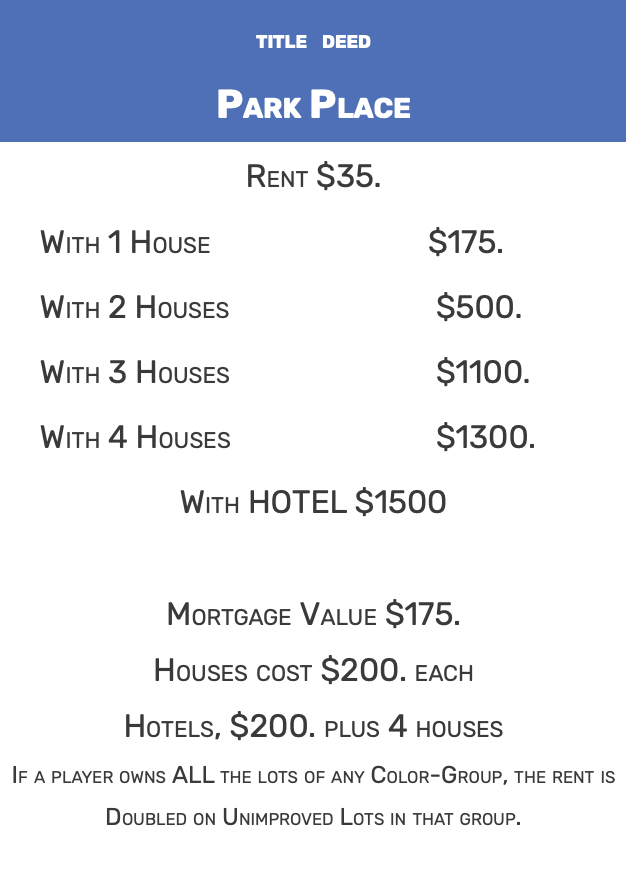 TITLE DEED
Park Place
Rent $35.
With 1 House $175.
With 2 Houses $500.
With 3 Houses $1100.
With 4 Houses $1300.
With HOTEL $1500
Mortgage Value $175.
Houses cost $200. each
Hotels, $200. plus 4 houses
If a player owns ALL the lots of any Color-Group, the rent is
Doubled on Unimproved Lots in that group.